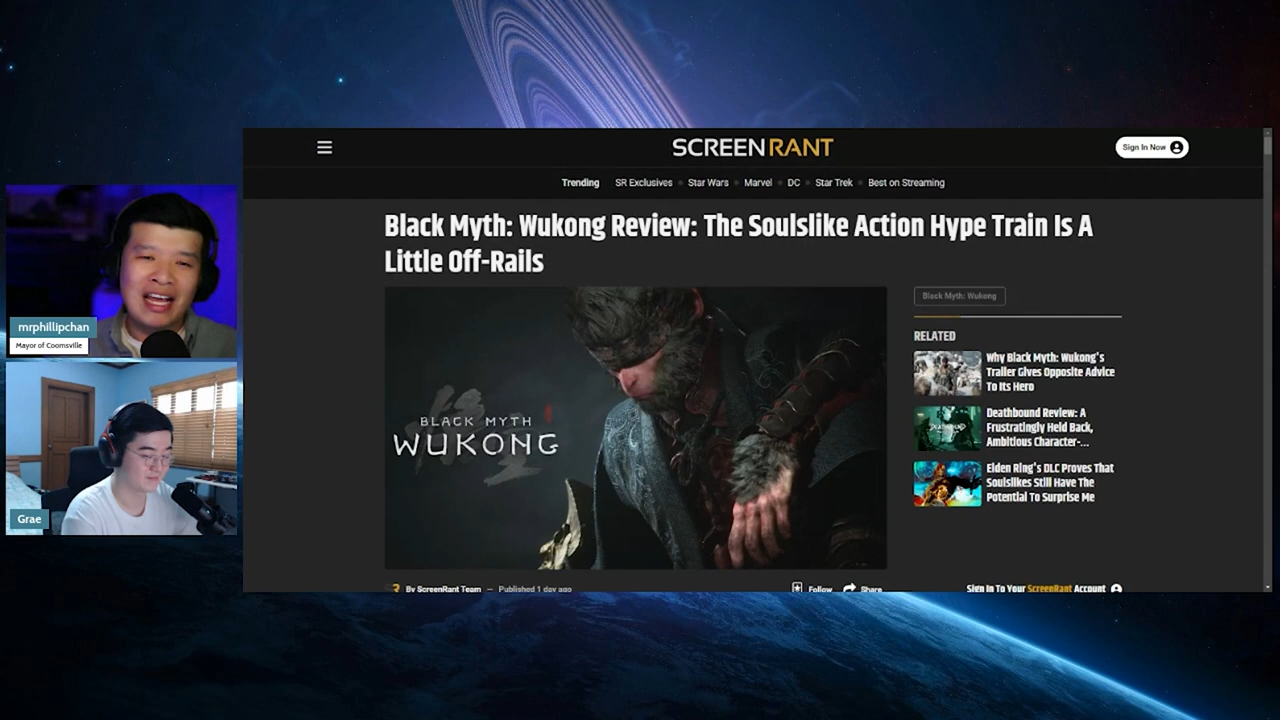 SCREENRANT
Sign In Now
Trending
SR Exclusives
Star Wars
Marvel
DC
Star Trek
Best on Streaming
Black Myth: Wukong Review: The Soulslike Action Hype Train Is A
Little Off-Rails
BLACK MYTH
WUKONG
Black Myth: Wukong
RELATED
Why Black Myth: Wukong's
Trailer Gives Opposite Advice
To Its Hero
Deathbound Review: A
Frustratingly Held Back,
Ambitious Character-...
DEATHBOUND
Elden Ring's DLC Proves That
Soulslikes Still Have The
Potential To Surprise Me
By ScreenRant Team — Published 1 day ago
Follow
Share
Sign In To Your ScreenRant Account
mrphillipchan
Mayor of Coomsville
Grae